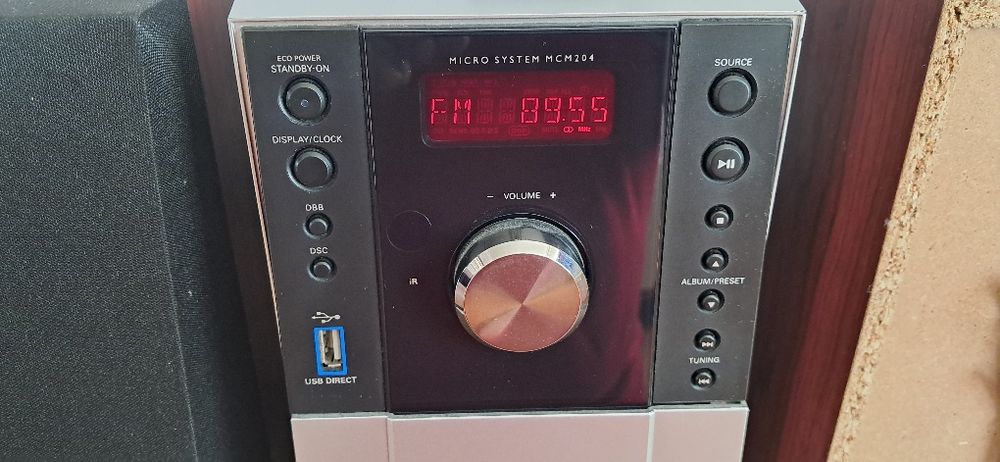 MICRO SYSTEM MCM204
ECO POWER
STANDBY-ON
DISPLAY/CLOCK
DBB
DSC
USB DIRECT
FM 89.55
MHz
– VOLUME +
iR
SOURCE
ALBUM/PRESET
TUNING